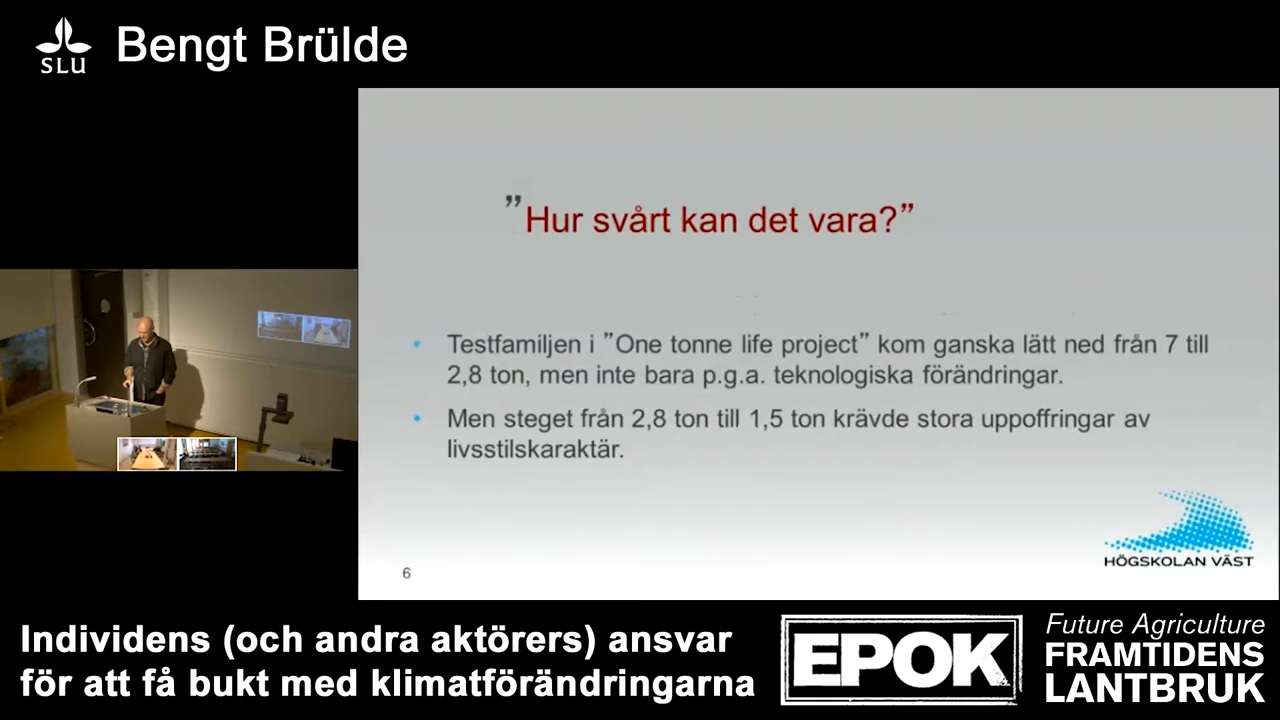 SLU
Bengt Brülde
”Hur svårt kan det vara?”
Testfamiljen i ”One tonne life project” kom ganska lätt ned från 7 till
2,8 ton, men inte bara p.g.a. teknologiska förändringar.
Men steget från 2,8 ton till 1,5 ton krävde stora uppoffringar av
livsstilskaraktär.
HÖGSKOLAN VÄST
6
Individens (och andra aktörers) ansvar
för att få bukt med klimatförändringarna
EPOK
Future Agriculture
FRAMTIDENS
LANTBRUK